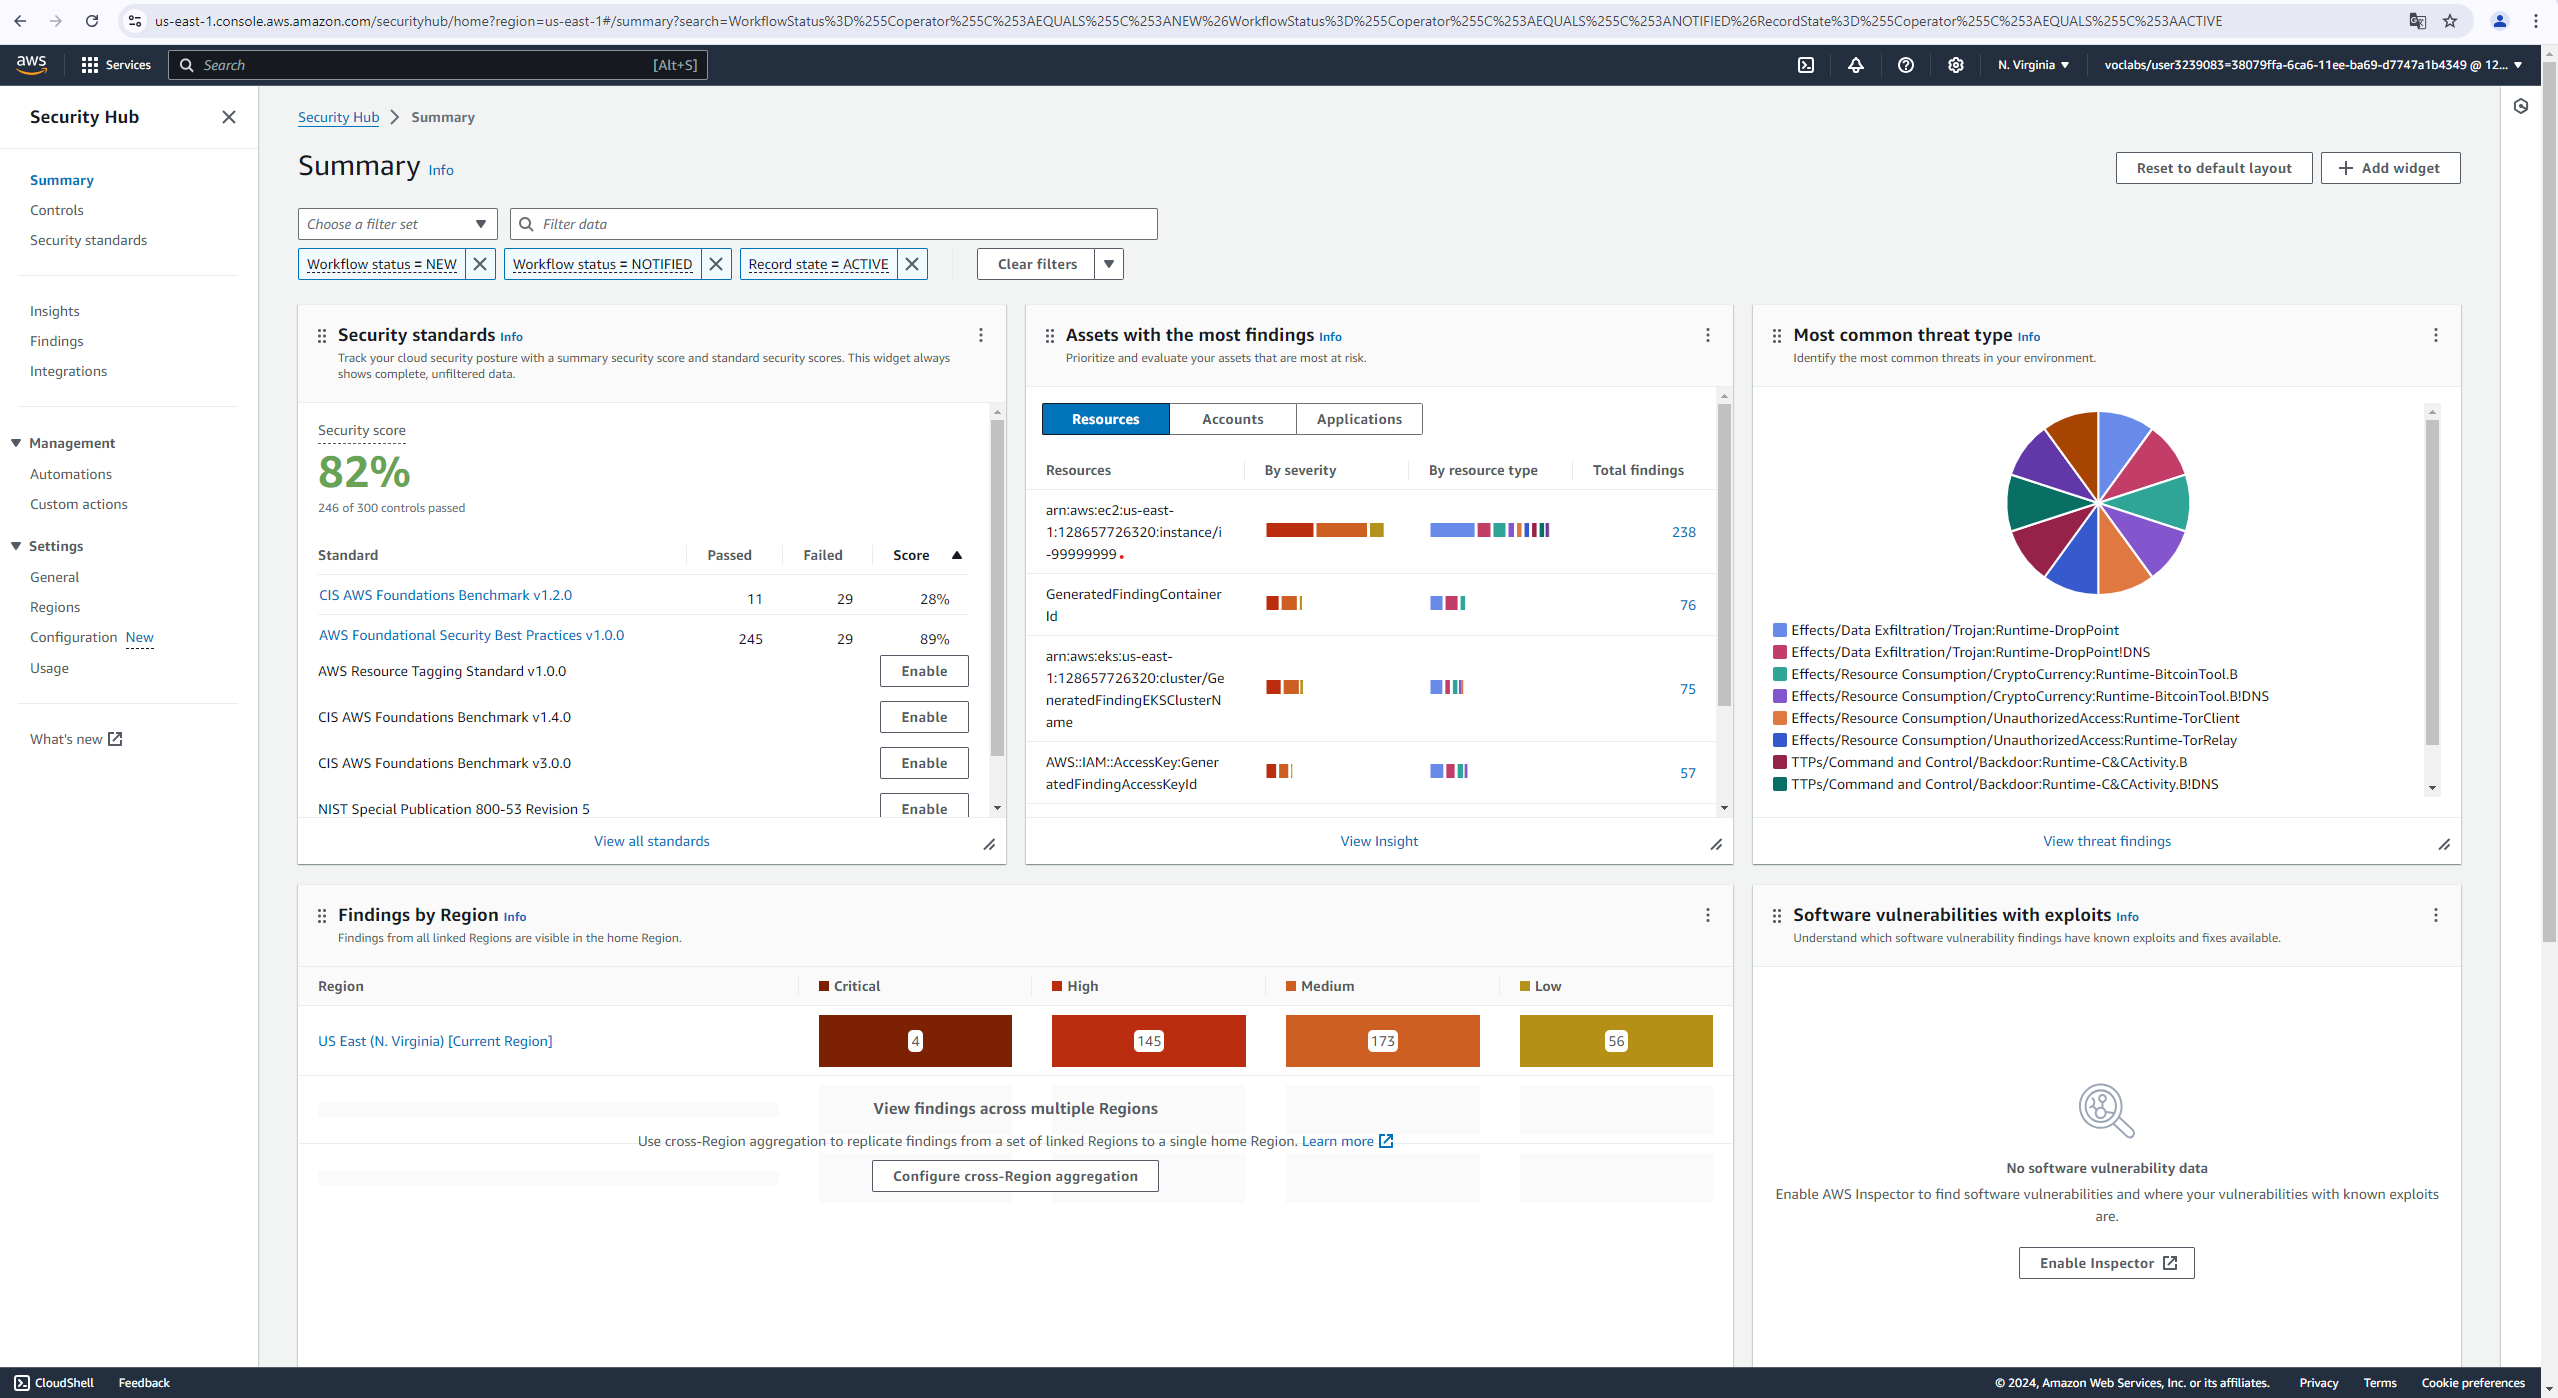 us-east-1.console.aws.amazon.com/securityhub/home?region=us-east-1#/summary?search=WorkflowStatus%3D%255Coperator%255C%253AEQUALS%255C%253ANEW%26WorkflowStatus%3D%255Coperator%255C%253AEQUALS%255C%253ANOTIFIED%26RecordState%3D%255Coperator%255C%253AEQUALS%255C%253AACTIVE
aws
Services
Search
[Alt+S]
N. Virginia
voclabs/user3239083=38079ffa-6ca6-11ee-ba69-d7747a1b4349 @ 12...
Security Hub
Summary
Controls
Security standards
Insights
Findings
Integrations
Management
Automations
Custom actions
Settings
General
Regions
Configuration New
Usage
What's new
Security Hub Summary
Summary Info
Reset to default layout
Add widget
Choose a filter set
Filter data
Workflow status = NEW
Workflow status = NOTIFIED
Record state = ACTIVE
Clear filters
Security standards Info
Track your cloud security posture with a summary security score and standard security scores. This widget always
shows complete, unfiltered data.
Security score
82%
246 of 300 controls passed
Standard Passed Failed Score
CIS AWS Foundations Benchmark v1.2.0 11 29 28%
AWS Foundational Security Best Practices v1.0.0 245 29 89%
AWS Resource Tagging Standard v1.0.0 Enable
CIS AWS Foundations Benchmark v1.4.0 Enable
CIS AWS Foundations Benchmark v3.0.0 Enable
NIST Special Publication 800-53 Revision 5 Enable
View all standards
Assets with the most findings Info
Prioritize and evaluate your assets that are most at risk.
Resources Accounts Applications
Resources By severity By resource type Total findings
arn:aws:ec2:us-east-
1:128657726320:instance/i
-99999999
238
GeneratedFindingContainer
Id
76
arn:aws:eks:us-east-
1:128657726320:cluster/Ge
neratedFindingEKSClusterN
ame
75
AWS::IAM::AccessKey:Gener
atedFindingAccessKeyId
57
View Insight
Most common threat type Info
Identify the most common threats in your environment.
Effects/Data Exfiltration/Trojan:Runtime-DropPoint
Effects/Data Exfiltration/Trojan:Runtime-DropPoint!DNS
Effects/Resource Consumption/CryptoCurrency:Runtime-BitcoinTool.B
Effects/Resource Consumption/CryptoCurrency:Runtime-BitcoinTool.B!DNS
Effects/Resource Consumption/UnauthorizedAccess:Runtime-TorClient
Effects/Resource Consumption/UnauthorizedAccess:Runtime-TorRelay
TTPs/Command and Control/Backdoor:Runtime-C&CActivity.B
TTPs/Command and Control/Backdoor:Runtime-C&CActivity.B!DNS
View threat findings
Findings by Region Info
Findings from all linked Regions are visible in the home Region.
Region Critical High Medium Low
US East (N. Virginia) [Current Region] 4 145 173 56
View findings across multiple Regions
Use cross-Region aggregation to replicate findings from a set of linked Regions to a single home Region. Learn more
Configure cross-Region aggregation
Software vulnerabilities with exploits Info
Understand which software vulnerability findings have known exploits and fixes available.
No software vulnerability data
Enable AWS Inspector to find software vulnerabilities and where your vulnerabilities with known exploits
are.
Enable Inspector
CloudShell Feedback
© 2024, Amazon Web Services, Inc. or its affiliates. Privacy Terms Cookie preferences